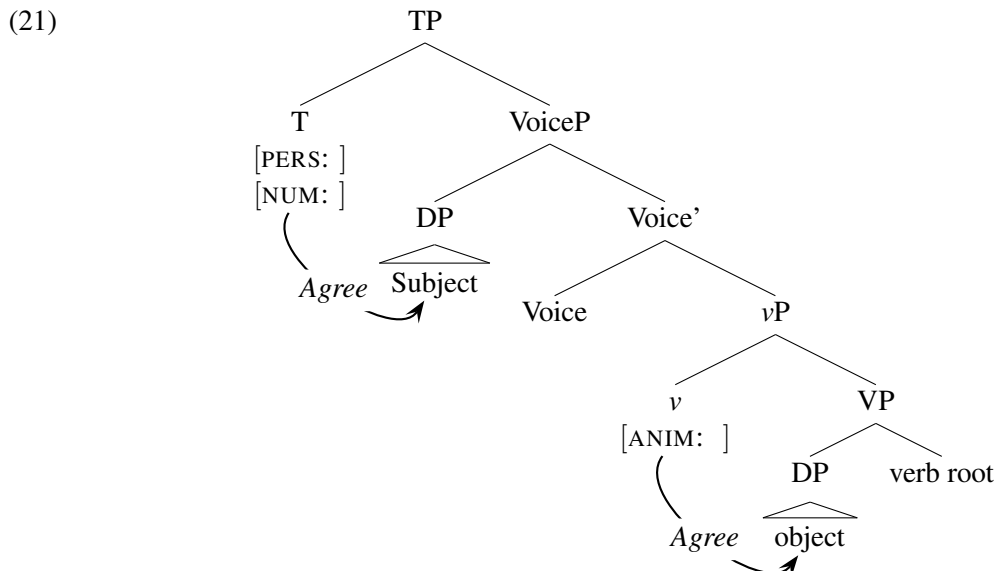 (21) TP
T VoiceP
[PERS: ]
[NUM: ]
DP Voice’
Agree Subject
Voice vP
v VP
[ANIM: ]
DP verb root
Agree object